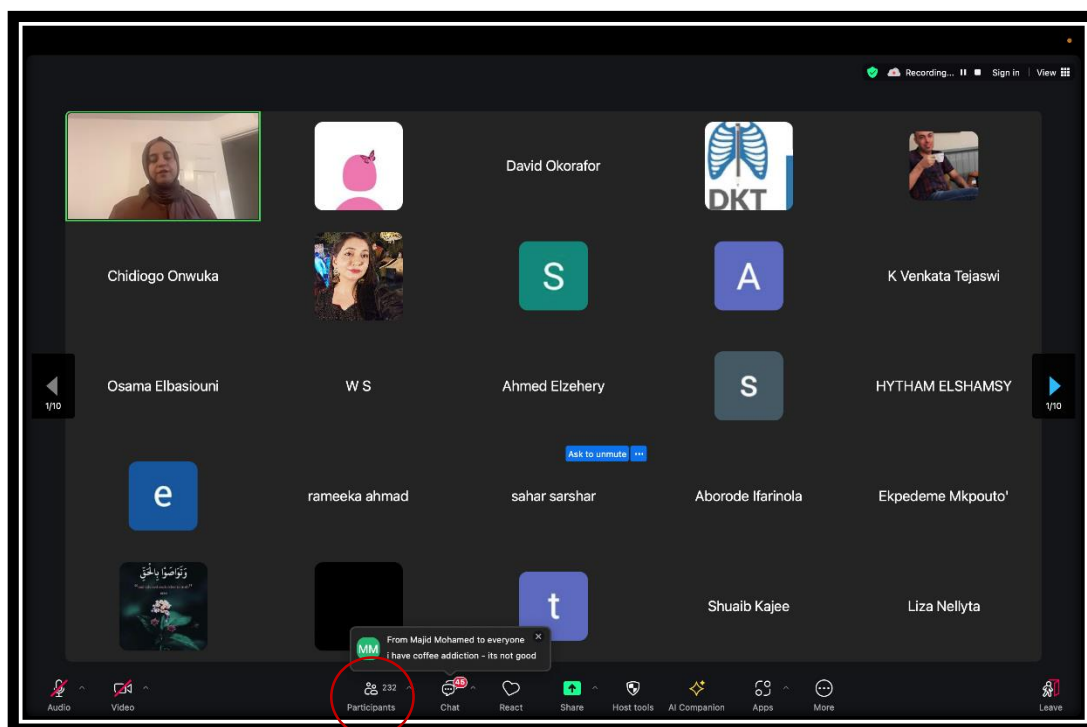 Recording...
Sign in
View
David Okorafor
DKT
Chidiogo Onwuka
S
A
K Venkata Tejaswi
1/10
Osama Elbasiouni
W S
Ahmed Elzehery
s
HYTHAM ELSHAMSY
1/10
Ask to unmute ...
e
rameeka ahmad
sahar sarshar
Aborode Ifarinola
Ekpedeme Mkpouto'
وَتَوَاصَوْا بِالْحَقِّ
t
Shuaib Kajee
Liza Nellyta
MM
From Majid Mohamed to everyone
i have coffee addiction - its not good
Audio
Video
232
Participants
45
Chat
React
Share
Host tools
AI Companion
Apps
More
Leave